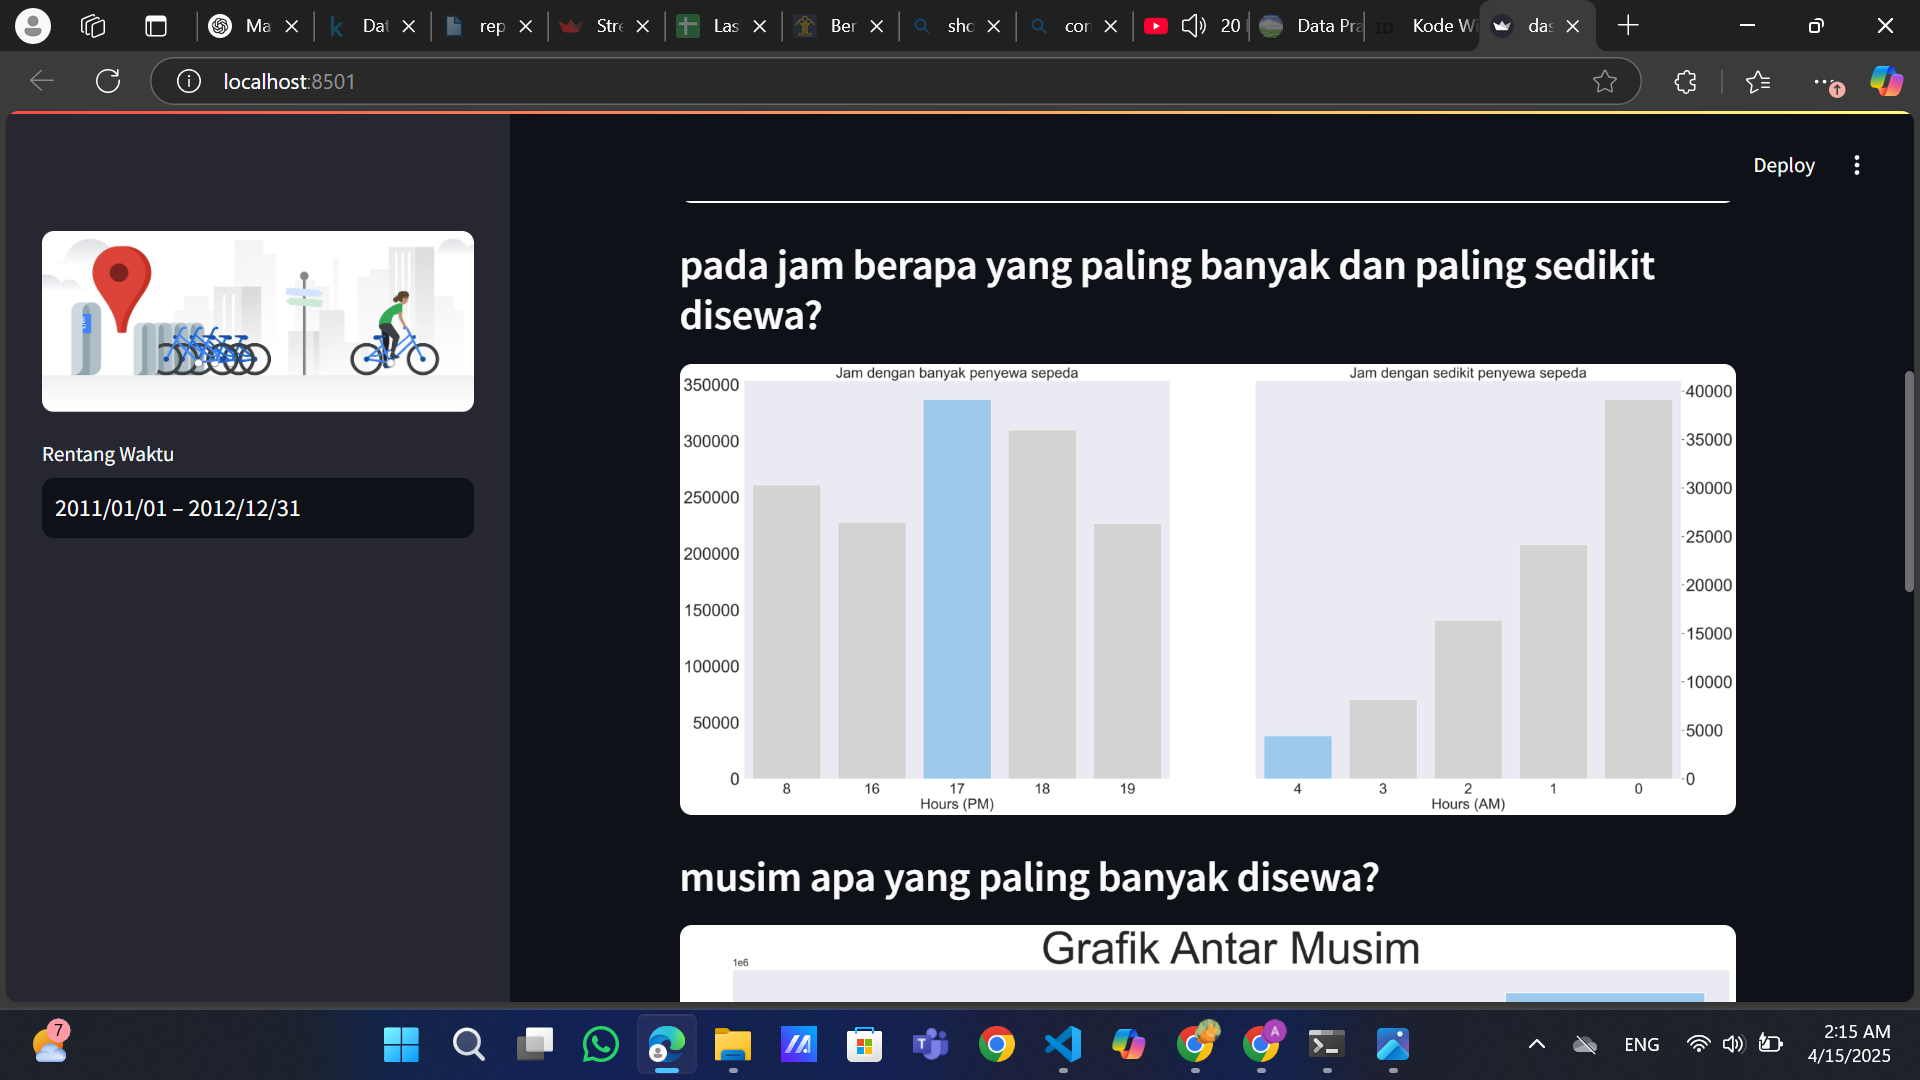 Ma
Dat
rep
Str
Las
Ber
sho
cor
20
Data Pra
Kode Wi
das
localhost:8501
Deploy
Rentang Waktu
2011/01/01 – 2012/12/31
pada jam berapa yang paling banyak dan paling sedikit
disewa?
Jam dengan banyak penyewa sepeda
350000
300000
250000
200000
150000
100000
50000
0
8 16 17 18 19
Hours (PM)
Jam dengan sedikit penyewa sepeda
40000
35000
30000
25000
20000
15000
10000
5000
0
4 3 2 1 0
Hours (AM)
musim apa yang paling banyak disewa?
Grafik Antar Musim
1e6
7
A
ENG
2:15 AM
4/15/2025